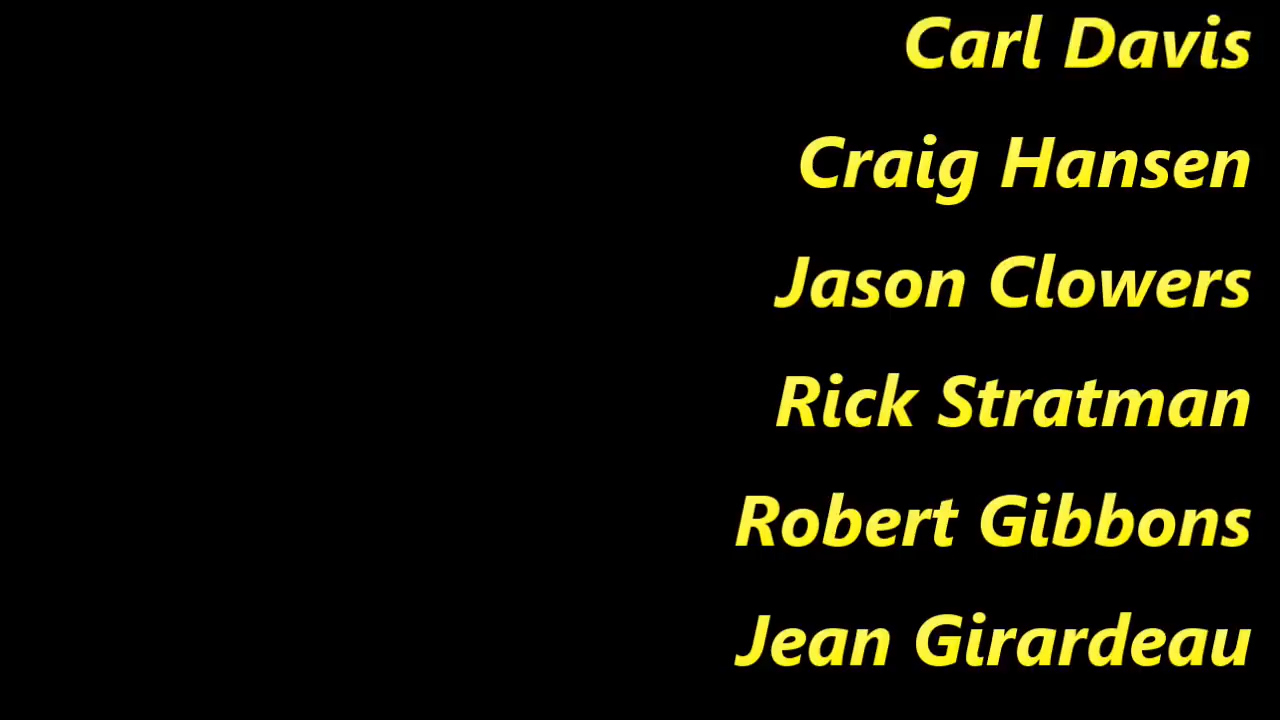 Carl Davis
Craig Hansen
Jason Clowers
Rick Stratman
Robert Gibbons
Jean Girardeau